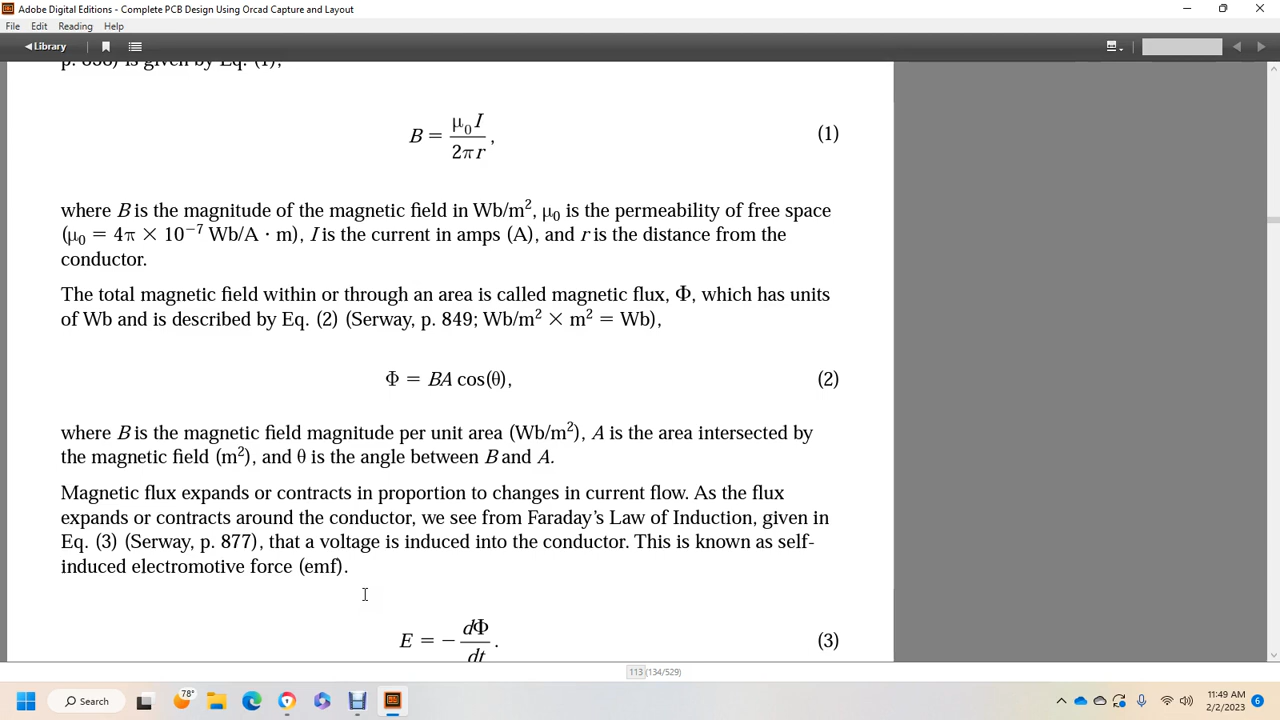 Adobe Digital Editions - Complete PCB Design Using Orcad Capture and Layout
File Edit Reading Help
◄Library
p. 838) is given by Eq. (1),
B = μ₀I / 2πr, (1)
where B is the magnitude of the magnetic field in Wb/m², μ₀ is the permeability of free space
(μ₀ = 4π × 10⁻⁷ Wb/A · m), I is the current in amps (A), and r is the distance from the
conductor.
The total magnetic field within or through an area is called magnetic flux, Φ, which has units
of Wb and is described by Eq. (2) (Serway, p. 849; Wb/m² × m² = Wb),
Φ = BA cos(θ), (2)
where B is the magnetic field magnitude per unit area (Wb/m²), A is the area intersected by
the magnetic field (m²), and θ is the angle between B and A.
Magnetic flux expands or contracts in proportion to changes in current flow. As the flux
expands or contracts around the conductor, we see from Faraday’s Law of Induction, given in
Eq. (3) (Serway, p. 877), that a voltage is induced into the conductor. This is known as self-
induced electromotive force (emf).
E = − dΦ / dt. (3)
113 (134/529)
78°
Search
11:49 AM
2/2/2023
6